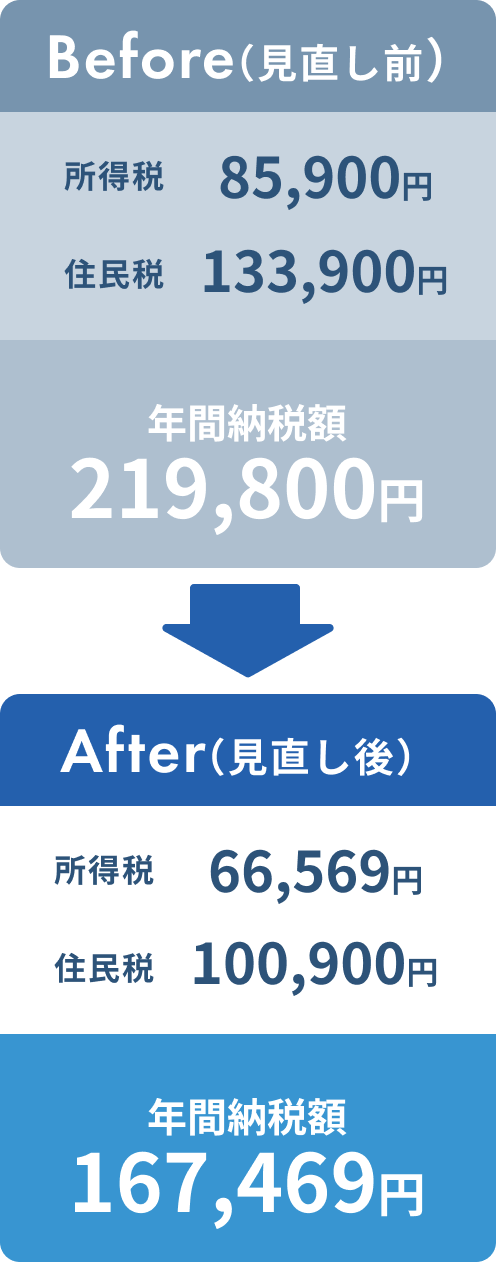 Before(見直し前)
所得税 85,900円
住民税 133,900円
年間納税額
219,800円
After(見直し後)
所得税 66,569円
住民税 100,900円
年間納税額
167,469円